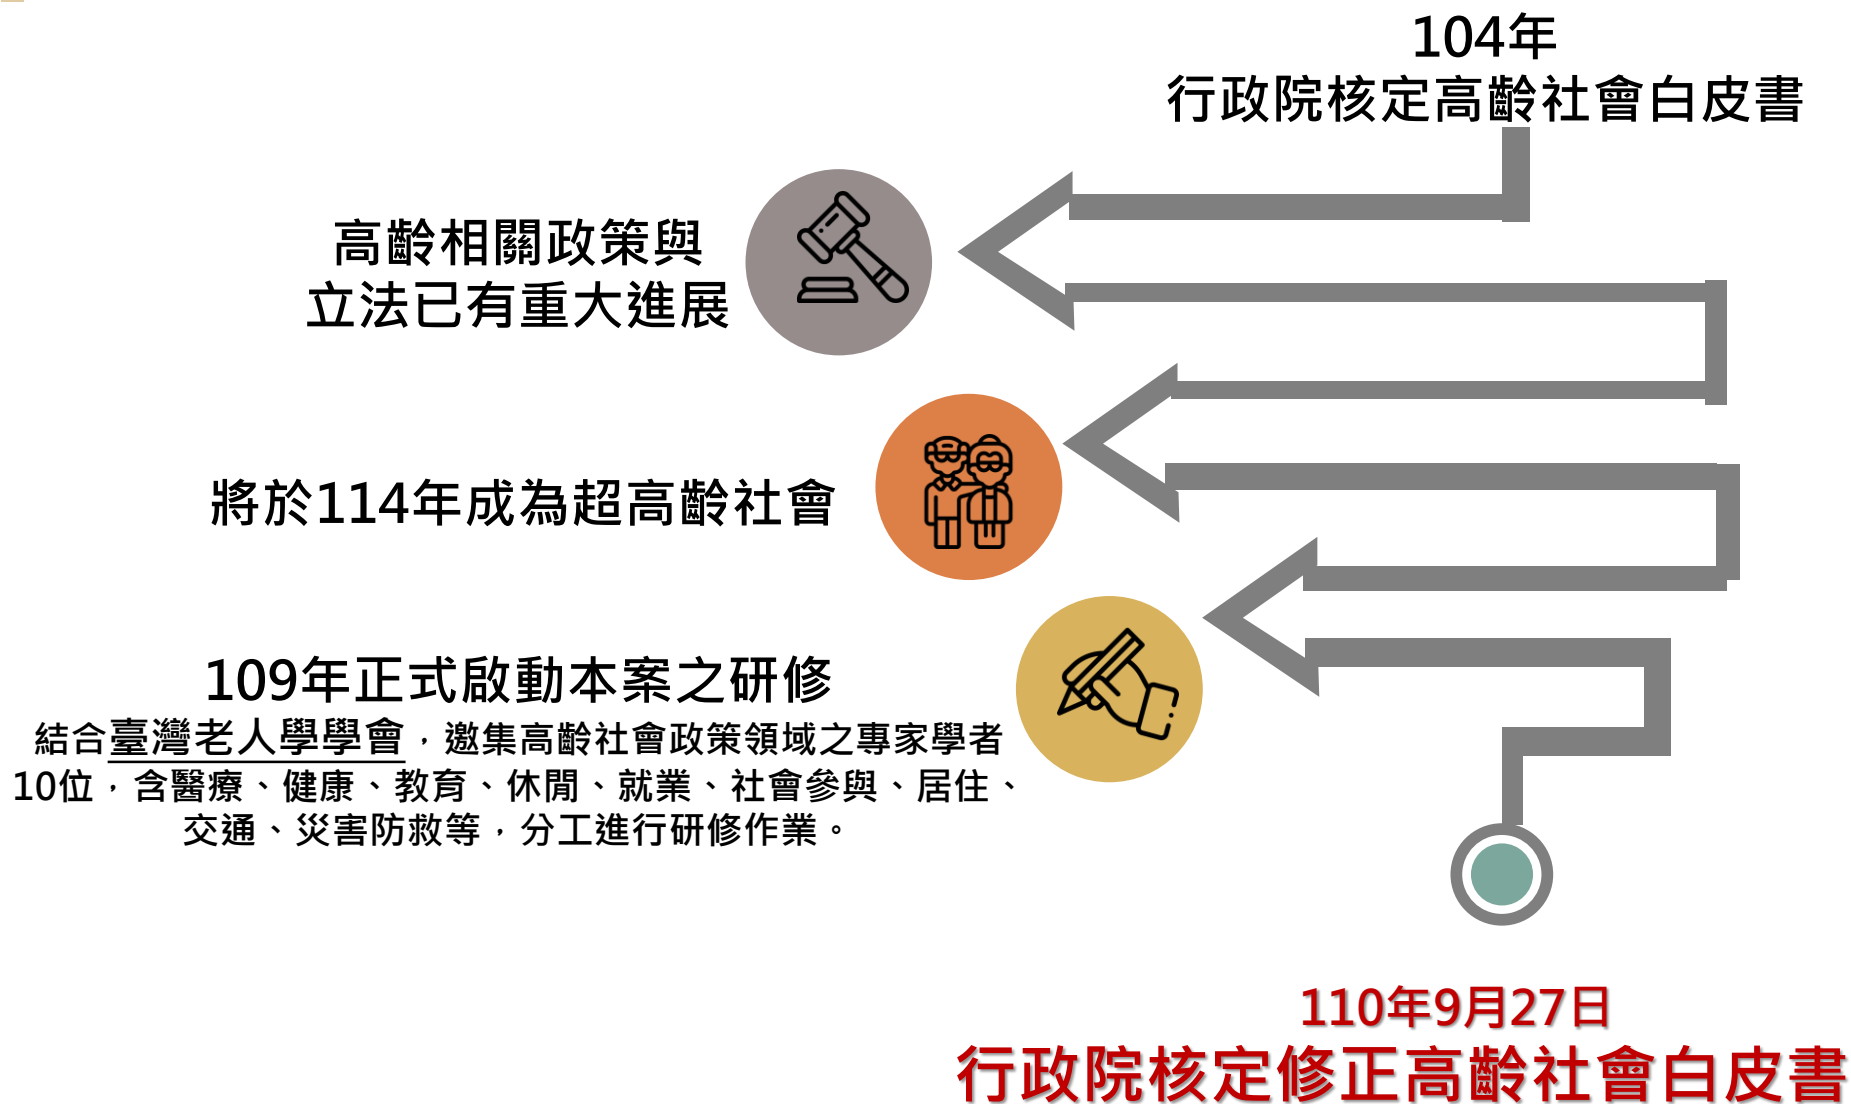 104年
行政院核定高齡社會白皮書
高齡相關政策與
立法已有重大進展
將於114年成為超高齡社會
109年正式啟動本案之研修
結合臺灣老人學學會，邀集高齡社會政策領域之專家學者
10位，含醫療、健康、教育、休閒、就業、社會參與、居住、
交通、災害防救等，分工進行研修作業。
110年9月27日
行政院核定修正高齡社會白皮書